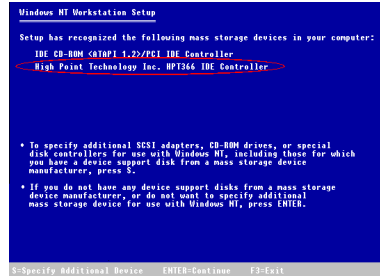 Windows NT Workstation Setup
Setup has recognized the following mass storage devices in your computer:
IDE CD-ROM (ATAPI 1.2)/PCI IDE Controller
High Point Technology Inc. HPT366 IDE Controller
• To specify additional SCSI adapters, CD-ROM drives, or special
disk controllers for use with Windows NT, including those for which
you have a device support disk from a mass storage device
manufacturer, press S.
• If you do not have any device support disks from a mass storage
device manufacturer, or do not want to specify additional
mass storage device for use with Windows NT, press ENTER.
S=Specify Additional Device ENTER=Continue F3=Exit